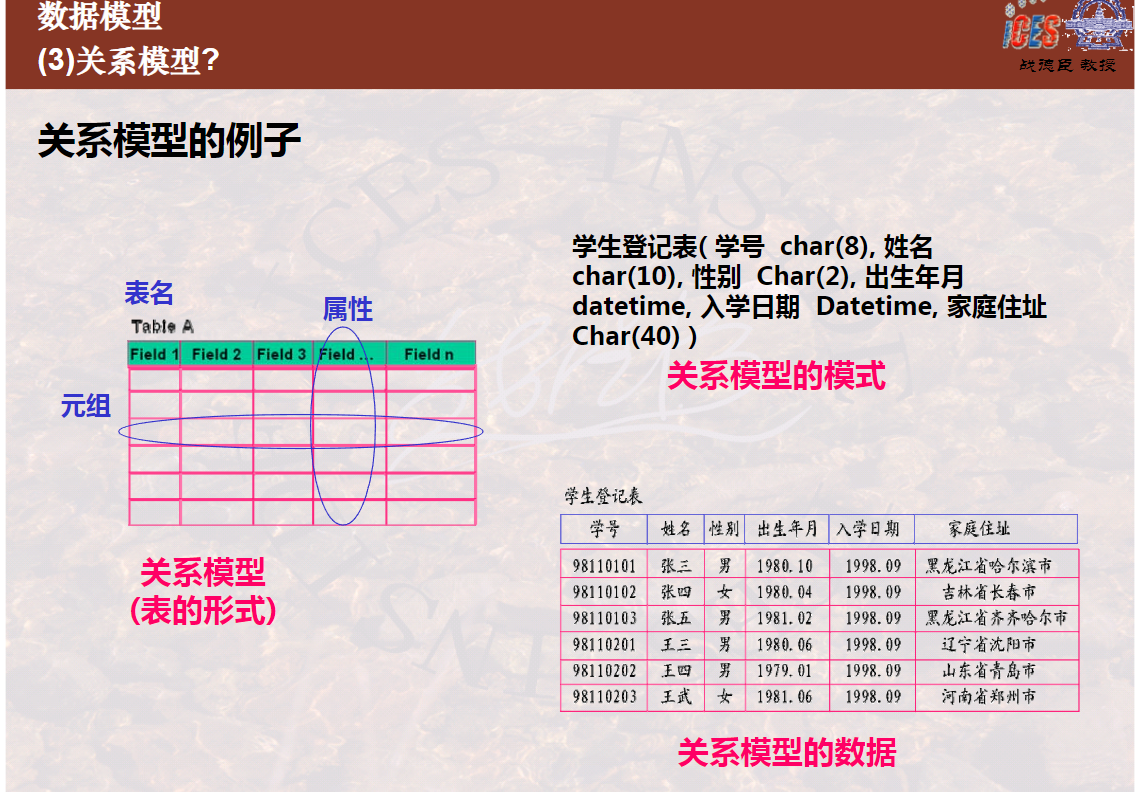 数据模型
(3)关系模型?
ICES
战德臣 教授
关系模型的例子
表名
属性
Table A
Field 1 Field 2 Field 3 Field ... Field n
元组
关系模型
(表的形式)
学生登记表( 学号 char(8), 姓名
char(10), 性别 Char(2), 出生年月
datetime, 入学日期 Datetime, 家庭住址
Char(40) )
关系模型的模式
学生登记表
学号 姓名 性别 出生年月 入学日期 家庭住址
98110101 张三 男 1980.10 1998.09 黑龙江省哈尔滨市
98110102 张四 女 1980.04 1998.09 吉林省长春市
98110103 张五 男 1981.02 1998.09 黑龙江省齐齐哈尔市
98110201 王三 男 1980.06 1998.09 辽宁省沈阳市
98110202 王四 男 1979.01 1998.09 山东省青岛市
98110203 王武 女 1981.06 1998.09 河南省郑州市
关系模型的数据